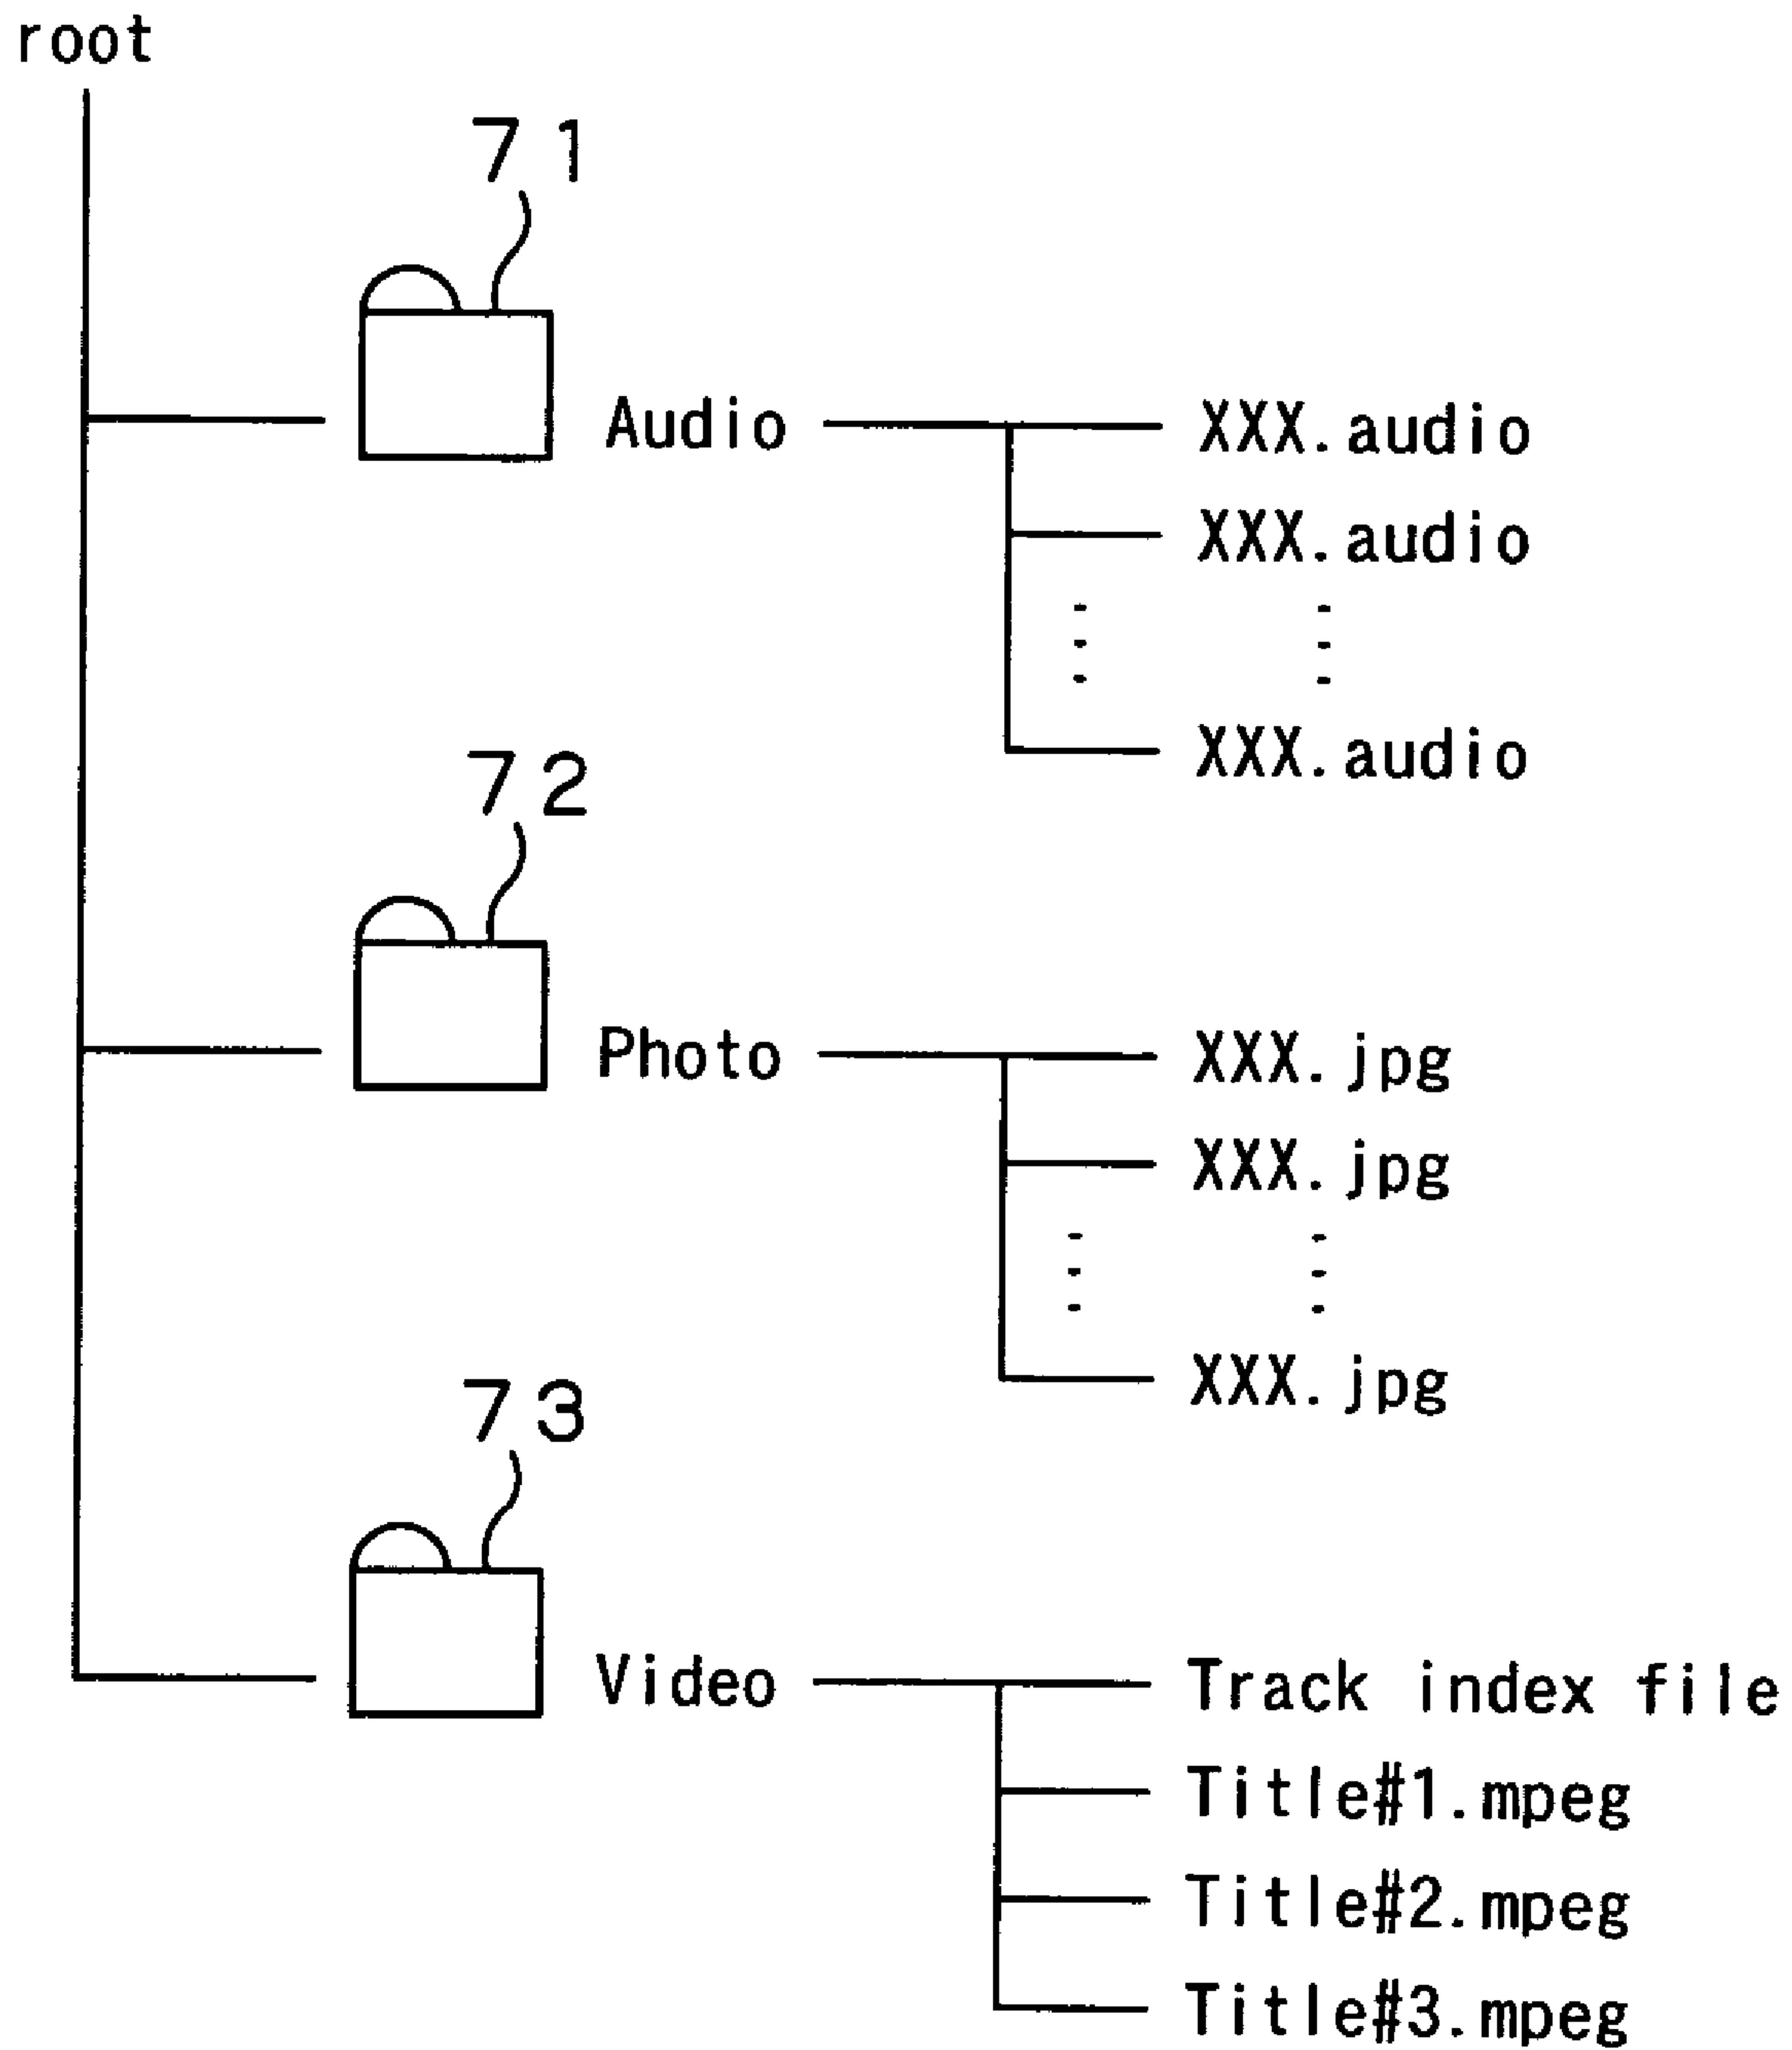 root
71
Audio XXX.audio
XXX.audio
XXX.audio
72
Photo XXX.jpg
XXX.jpg
XXX.jpg
73
Video Track index file
Title#1.mpeg
Title#2.mpeg
Title#3.mpeg